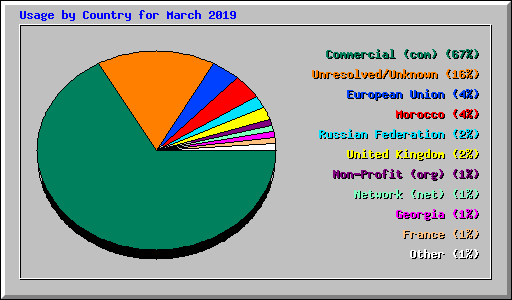 Usage by Country for March 2019
Commercial (com) (67%)
Unresolved/Unknown (16%)
European Union (4%)
Morocco (4%)
Russian Federation (2%)
United Kingdom (2%)
Non-Profit (org) (1%)
Network (net) (1%)
Georgia (1%)
France (1%)
Other (1%)